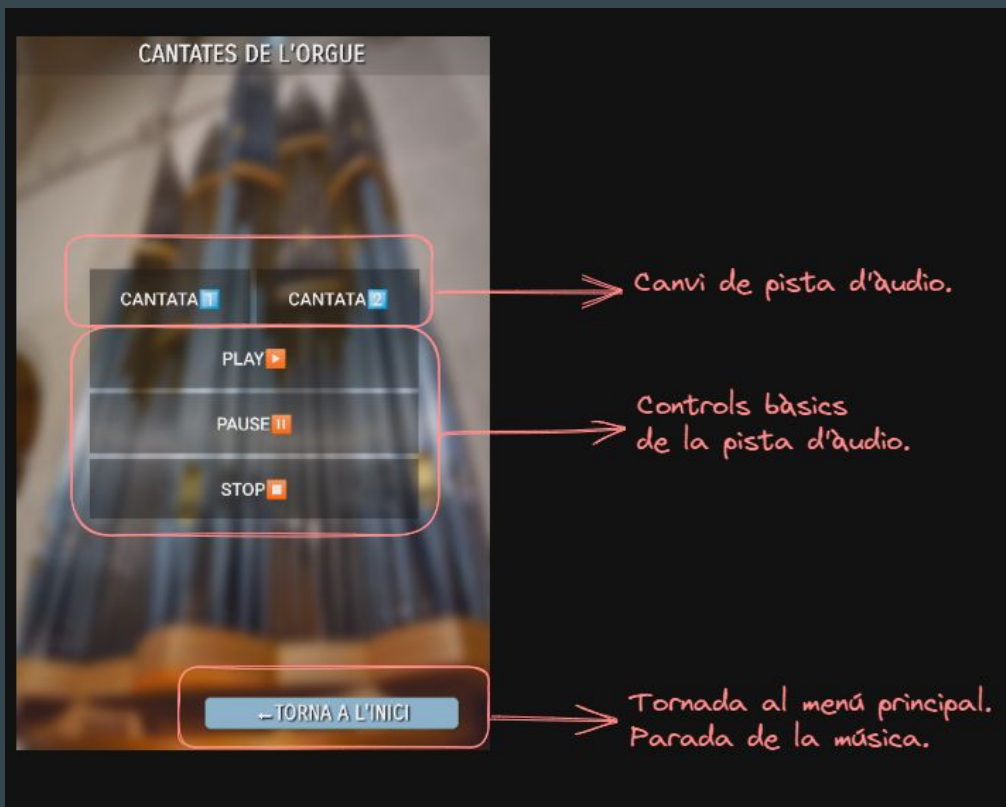 CANTATES DE L'ORGUE
CANTATA 1
CANTATA 2
PLAY
PAUSE
STOP
←TORNA A L'INICI
Canvi de pista d'àudio.
Controls bàsics
de la pista d'àudio.
Tornada al menú principal.
Parada de la música.